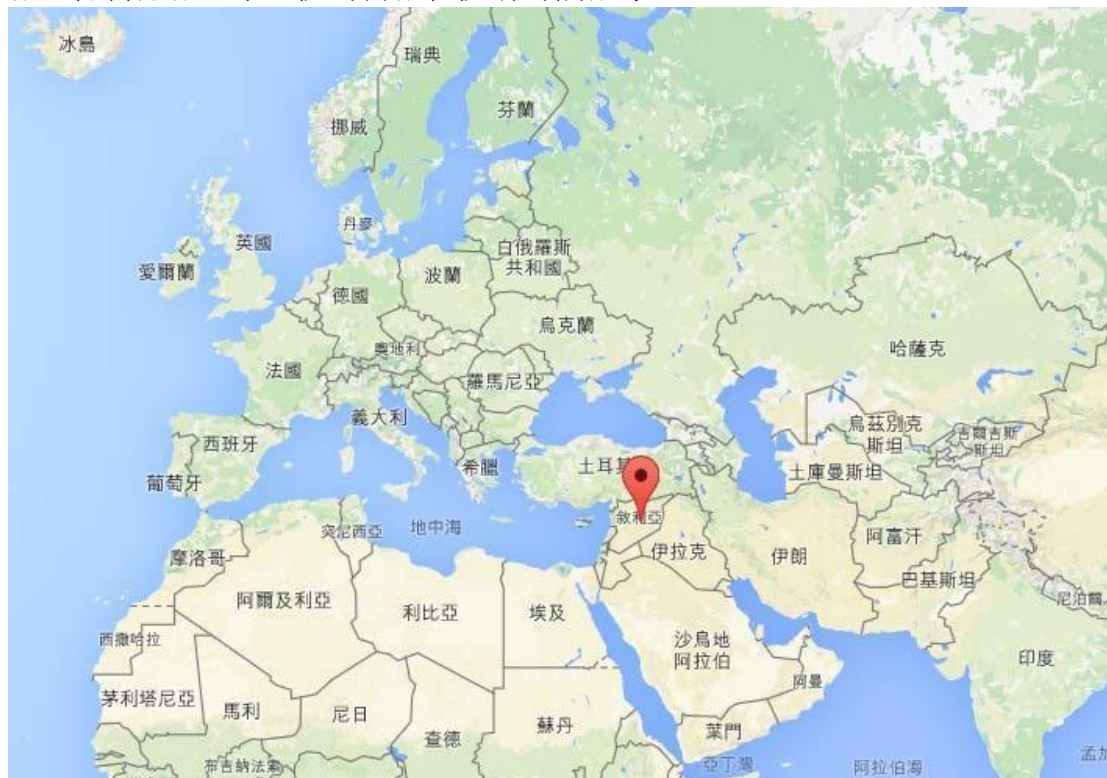 冰島
瑞典
芬蘭
挪威
丹麥
英國
愛爾蘭
白俄羅斯
共和國
波蘭
德國
烏克蘭
奧地利
哈薩克
法國
羅馬尼亞
義大利
烏茲別克
斯坦
吉爾吉斯
斯坦
西班牙
希臘
土耳其
土庫曼斯坦
葡萄牙
敘利亞
突尼西亞
地中海
阿富汗
伊拉克
伊朗
摩洛哥
巴基斯坦
阿爾及利亞
利比亞
埃及
尼泊爾
西撒哈拉
沙烏地
阿拉伯
印度
阿曼
茅利塔尼亞
馬利
尼日
蘇丹
葉門
查德
布吉納法索
亞丁灣
阿拉伯海
孟加